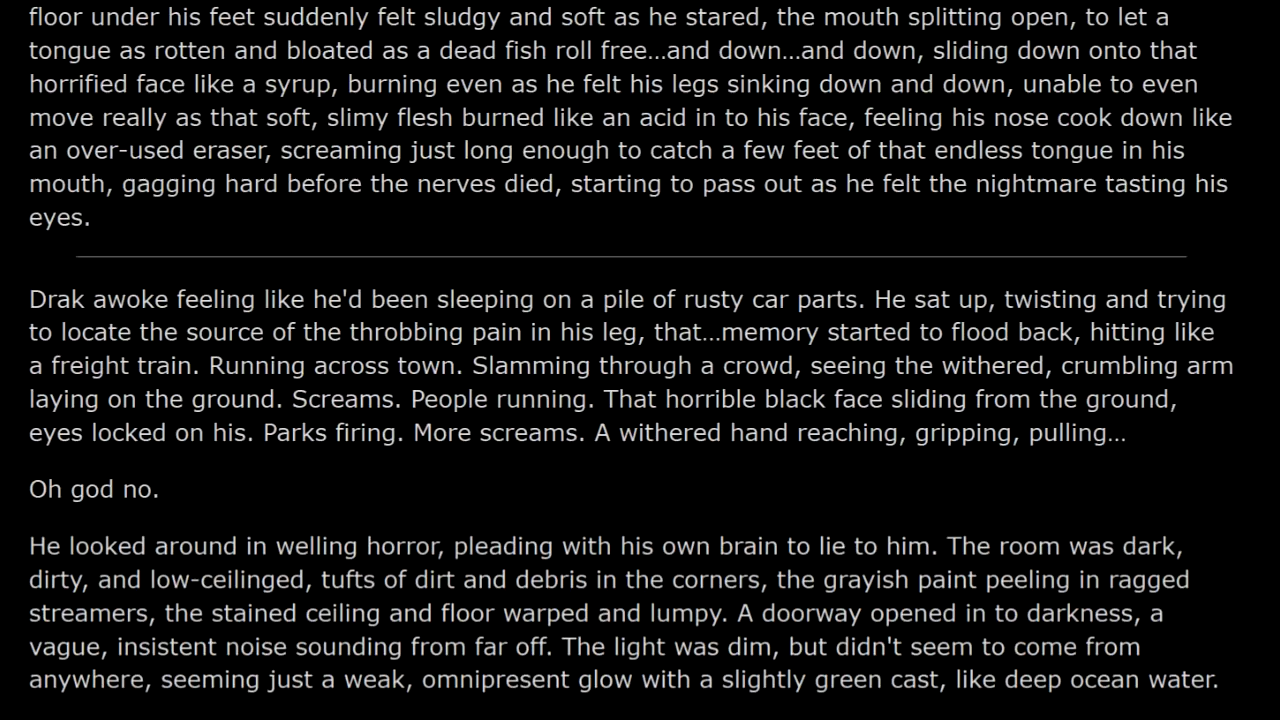 floor under his feet suddenly felt sludgy and soft as he stared, the mouth splitting open, to let a
tongue as rotten and bloated as a dead fish roll free...and down...and down, sliding down onto that
horrified face like a syrup, burning even as he felt his legs sinking down and down, unable to even
move really as that soft, slimy flesh burned like an acid in to his face, feeling his nose cook down like
an over-used eraser, screaming just long enough to catch a few feet of that endless tongue in his
mouth, gagging hard before the nerves died, starting to pass out as he felt the nightmare tasting his
eyes.
Drak awoke feeling like he'd been sleeping on a pile of rusty car parts. He sat up, twisting and trying
to locate the source of the throbbing pain in his leg, that...memory started to flood back, hitting like
a freight train. Running across town. Slamming through a crowd, seeing the withered, crumbling arm
laying on the ground. Screams. People running. That horrible black face sliding from the ground,
eyes locked on his. Parks firing. More screams. A withered hand reaching, gripping, pulling...
Oh god no.
He looked around in welling horror, pleading with his own brain to lie to him. The room was dark,
dirty, and low-ceilinged, tufts of dirt and debris in the corners, the grayish paint peeling in ragged
streamers, the stained ceiling and floor warped and lumpy. A doorway opened in to darkness, a
vague, insistent noise sounding from far off. The light was dim, but didn't seem to come from
anywhere, seeming just a weak, omnipresent glow with a slightly green cast, like deep ocean water.